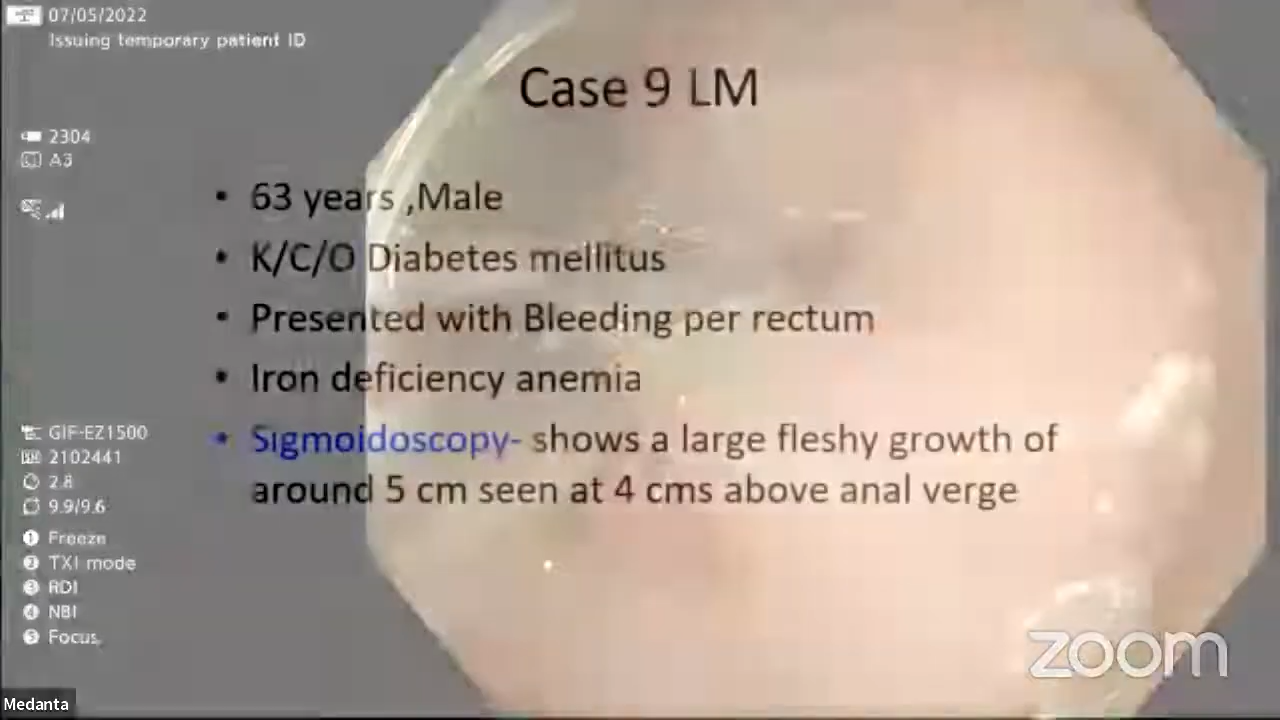 07/05/2022
Issuing temporary patient ID
Case 9 LM
2304
A3
• 63 years ,Male
• K/C/O Diabetes mellitus
• Presented with Bleeding per rectum
• Iron deficiency anemia
• Sigmoidoscopy- shows a large fleshy growth of
around 5 cm seen at 4 cms above anal verge
GIF-EZ1500
2102441
2.8
9.9/9.6
1 Freeze
2 TXI mode
3 RDI
4 NBI
5 Focus
zoom
Medanta